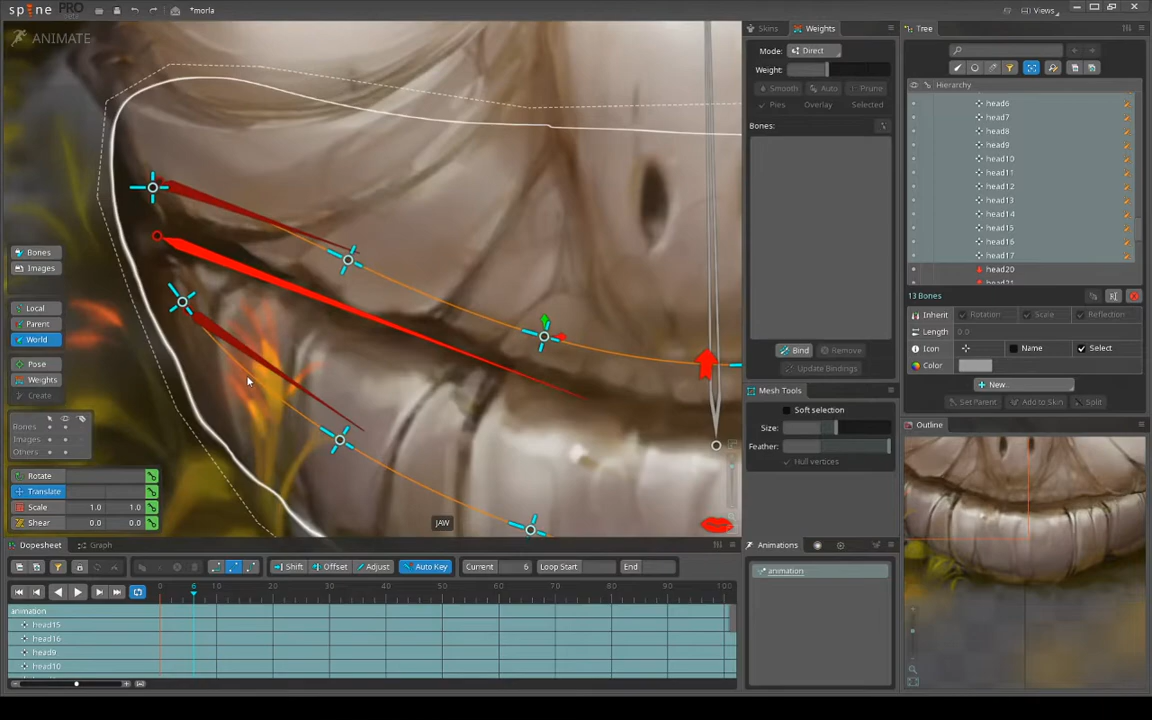 spine PRO *morla Views
ANIMATE
Skins Weights Tree
Mode: Direct
Weight:
Smooth Auto Prune
Pies Overlay Selected
Bones:
Hierarchy
head6
head7
head8
head9
head10
head11
head12
head13
head14
head15
head16
head17
head20
13 Bones
Inherit Rotation Scale Reflection
Length 0.0
Icon Name Select
Color
New...
Set Parent Add to Skin Split
Bind Remove
Update Bindings
Mesh Tools
Soft selection
Size:
Feather:
Hull vertices
Outline
Bones
Images
Local
Parent
World
Pose
Weights
Create
Bones
Images
Others
Rotate
Translate
Scale 1.0 1.0
Shear 0.0 0.0
JAW
Dopesheet Graph
Shift Offset Adjust Auto Key Current 6 Loop Start End
0 10 20 30 40 50 60 70 80 90 100
6
animation
head15
head16
head9
head10
Animations
animation